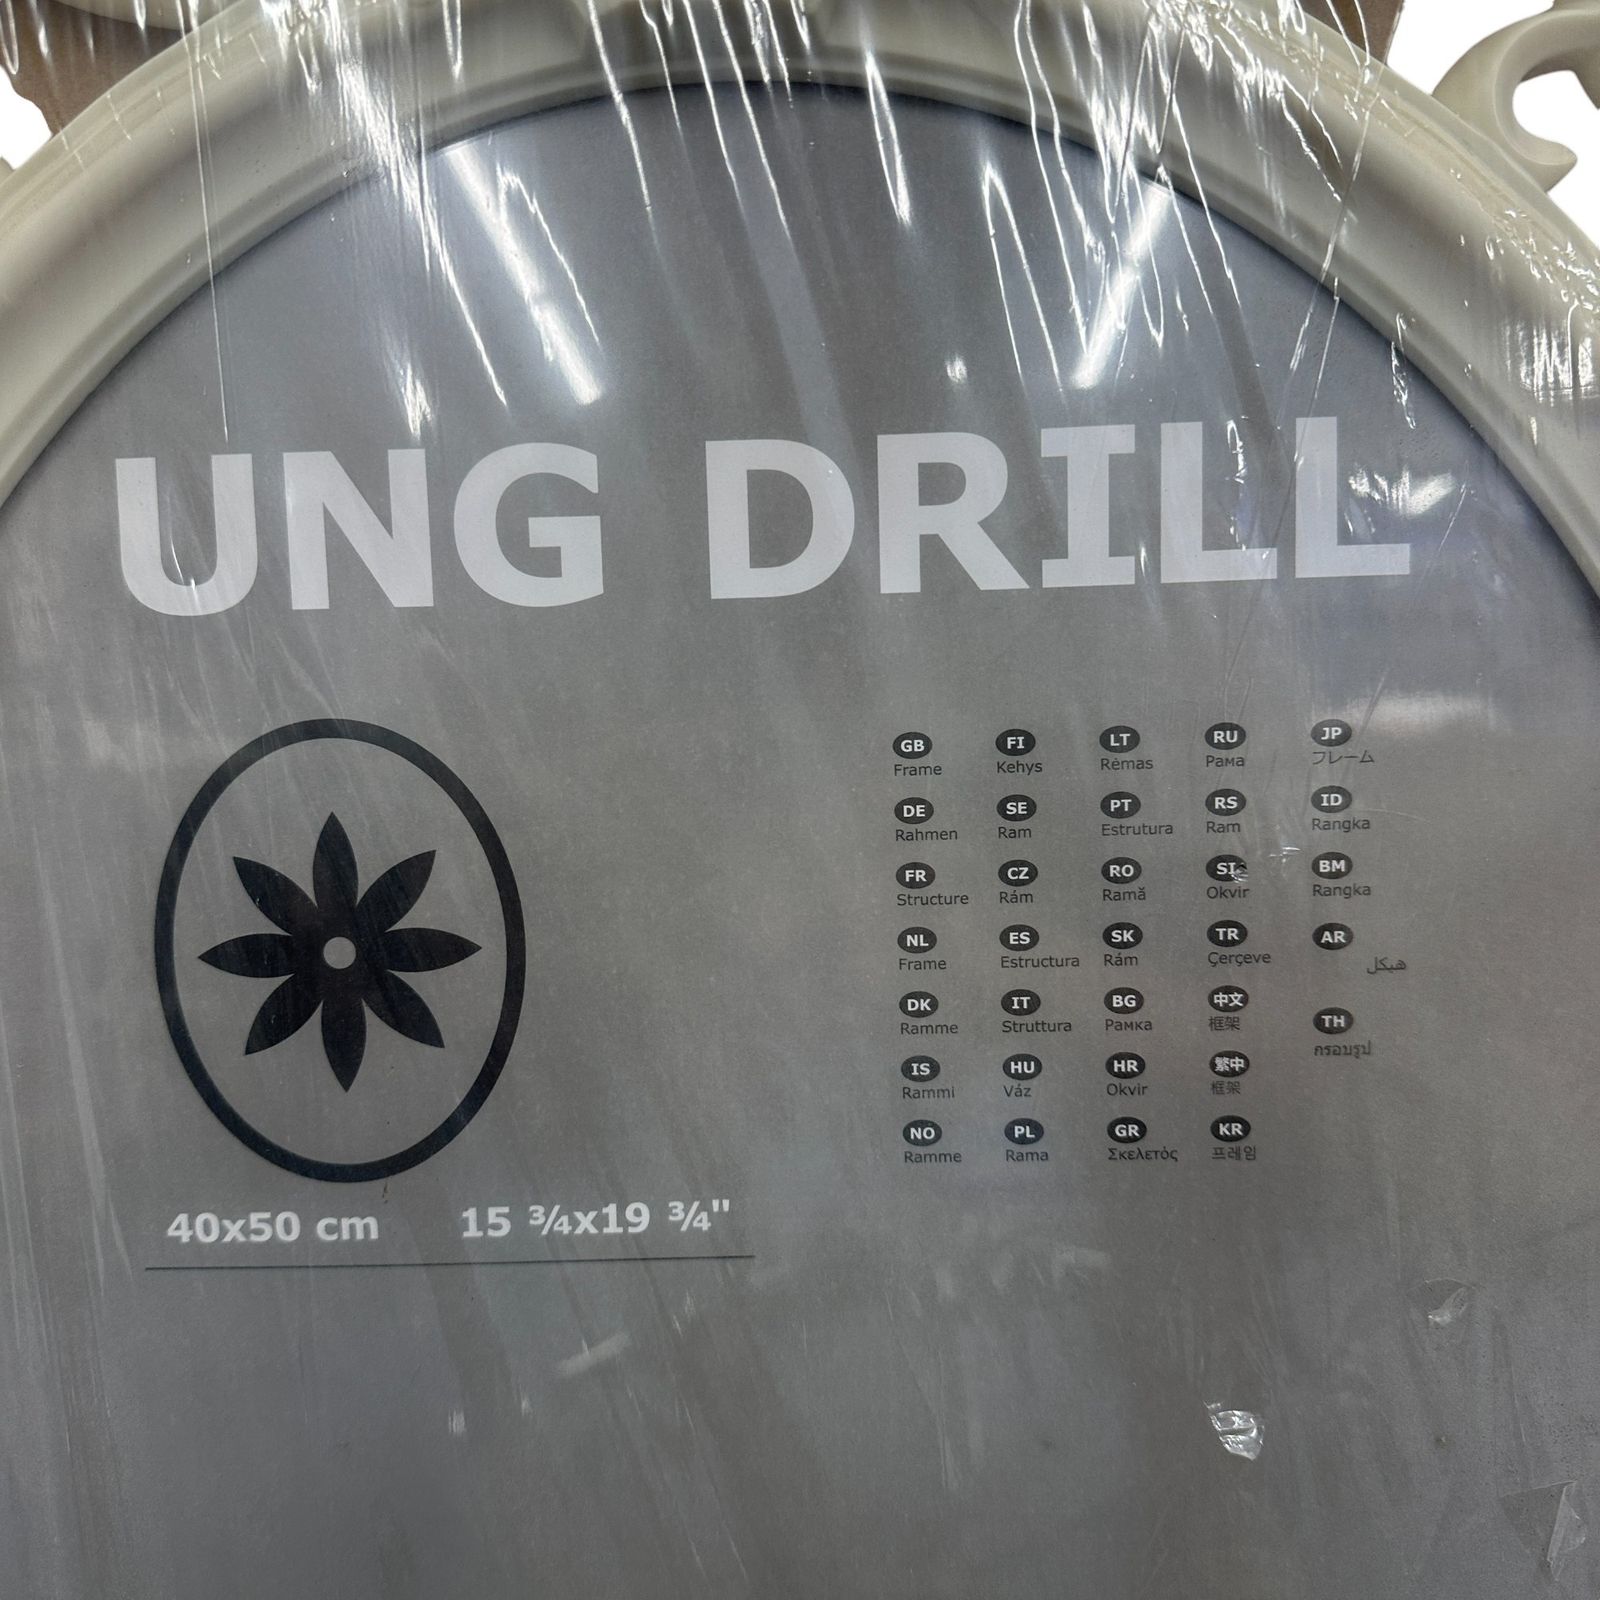 UNG DRILL
GB
Frame
DE
Rahmen
FR
Structure
NL
Frame
DK
Ramme
IS
Rammi
NO
Ramme
FI
Kehys
SE
Ram
CZ
Rám
ES
Estructura
IT
Struttura
HU
Váz
PL
Rama
LT
Rėmas
PT
Estrutura
RO
Ramă
SK
Rám
BG
Рамка
HR
Okvir
GR
Σκελετός
RU
Рама
RS
Ram
SI
Okvir
TR
Çerçeve
中文
框架
繁中
框架
KR
프레임
JP
フレーム
ID
Rangka
BM
Rangka
AR
هيكل
TH
กรอบรูป
40x50 cm 15 ¾x19 ¾"